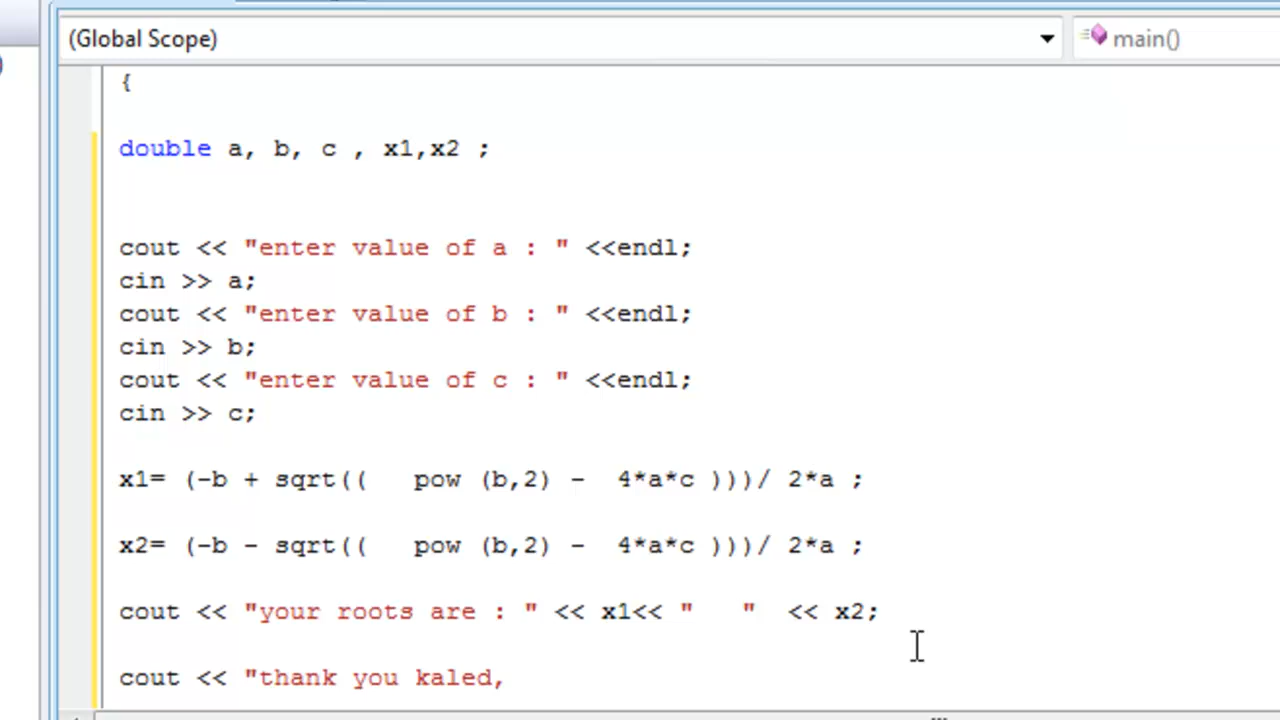 (Global Scope) main()
{
double a, b, c , x1,x2 ;
cout << "enter value of a : " <<endl;
cin >> a;
cout << "enter value of b : " <<endl;
cin >> b;
cout << "enter value of c : " <<endl;
cin >> c;
x1= (-b + sqrt((   pow (b,2) -  4*a*c )))/ 2*a ;
x2= (-b - sqrt((   pow (b,2) -  4*a*c )))/ 2*a ;
cout << "your roots are : " << x1<< "   "  << x2;
cout << "thank you kaled,